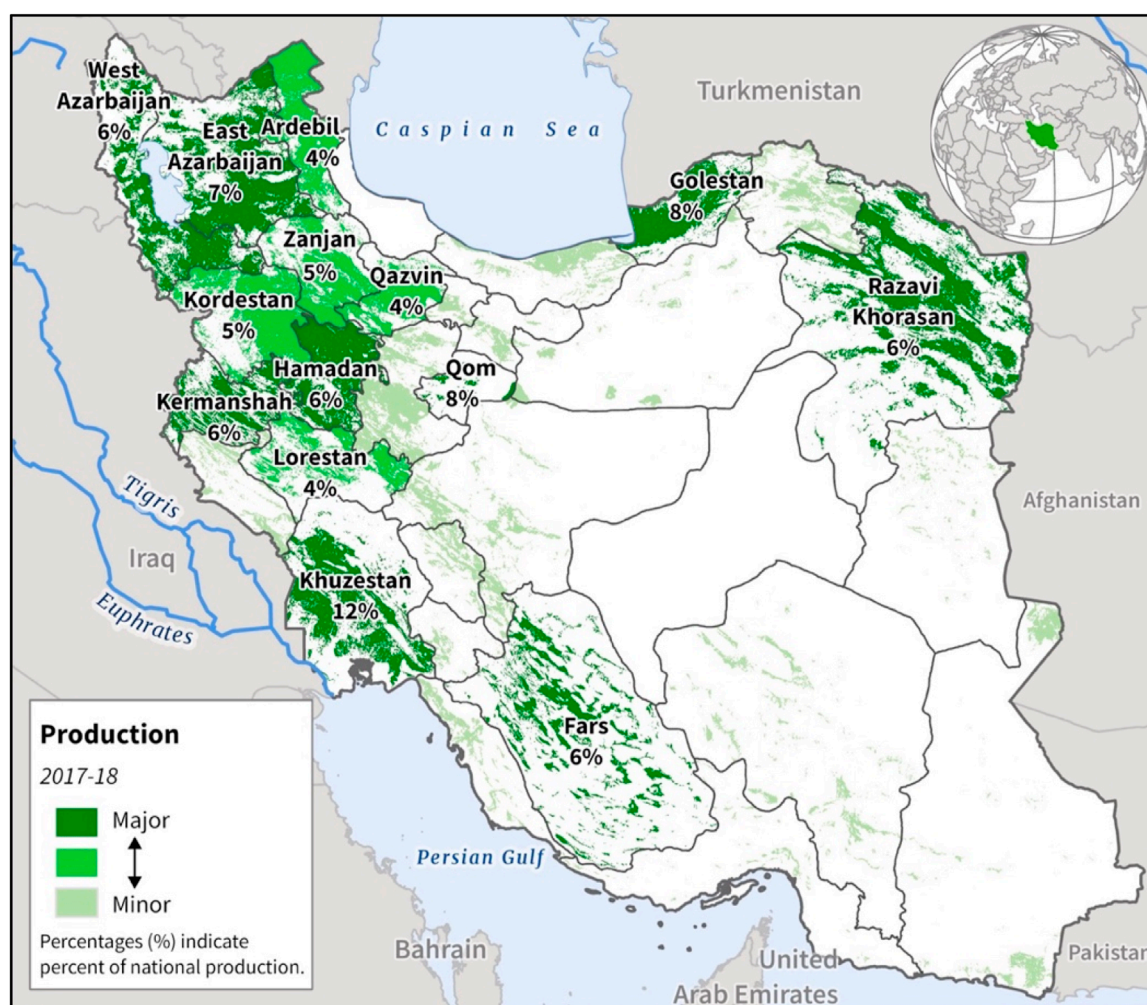 West
Azarbaijan
6%
East
Azarbaijan
7%
Ardebil
4%
Caspian Sea
Turkmenistan
Golestan
8%
Zanjan
5%
Qazvin
4%
Kordestan
5%
Razavi
Khorasan
6%
Hamadan
6%
Qom
8%
Kermanshah
6%
Lorestan
4%
Tigris
Iraq
Euphrates
Afghanistan
Khuzestan
12%
Fars
6%
Production
2017-18
Major
Minor
Percentages (%) indicate
percent of national production.
Persian Gulf
Bahrain
United
Arab Emirates
Pakistan